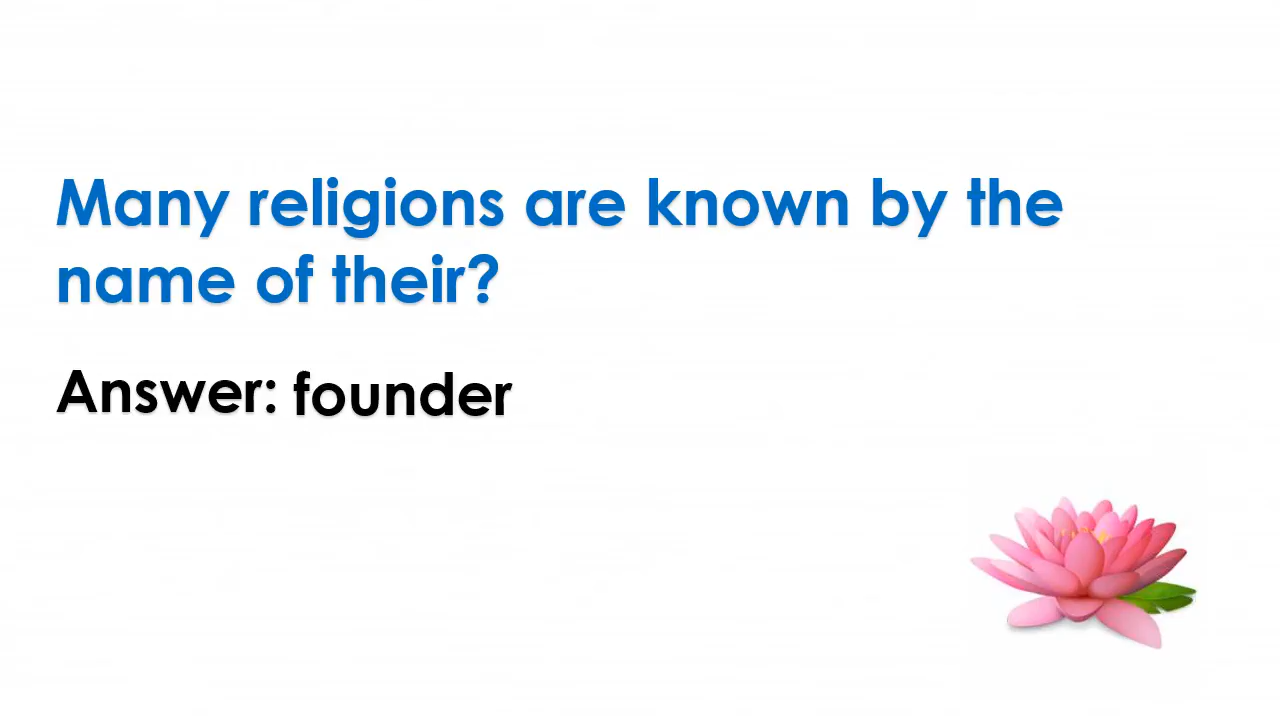 Many religions are known by the
name of their?
Answer: founder